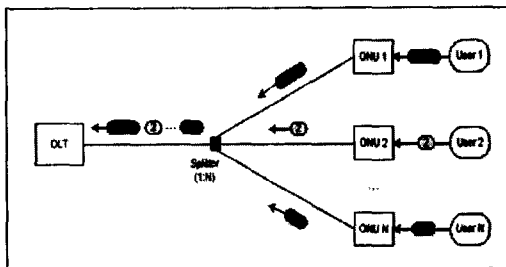 ONU 1
User 1
2
...
OLT
2
ONU 2
2
User 2
Splitter
(1:N)
...
ONU N
User N